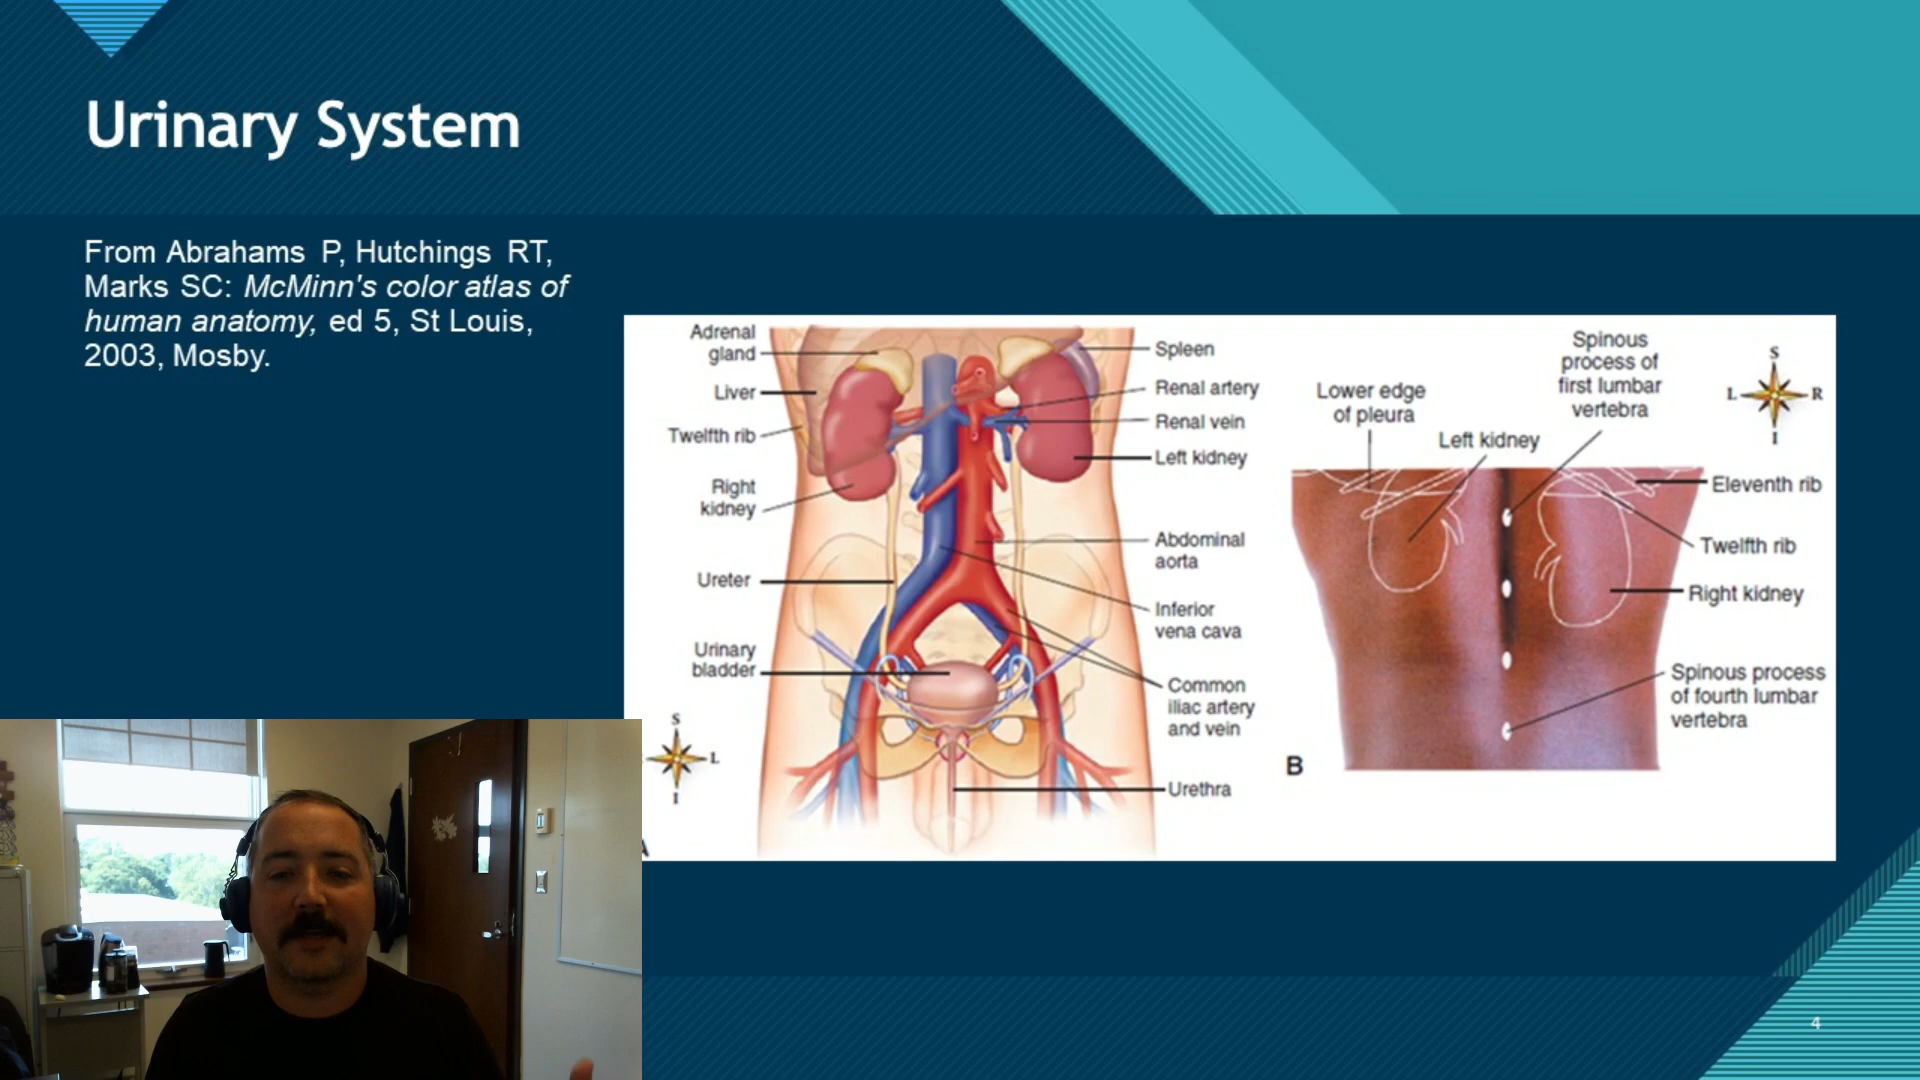 Urinary System
From Abrahams P, Hutchings RT,
Marks SC: McMinn's color atlas of
human anatomy, ed 5, St Louis,
2003, Mosby.
Adrenal
gland
Liver
Twelfth rib
Right
kidney
Ureter
Urinary
bladder
S
L
I
A
Spleen
Renal artery
Renal vein
Left kidney
Abdominal
aorta
Inferior
vena cava
Common
iliac artery
and vein
Urethra
Lower edge
of pleura
Left kidney
Spinous
process of
first lumbar
vertebra
S
L R
I
Eleventh rib
Twelfth rib
Right kidney
Spinous process
of fourth lumbar
vertebra
B
4